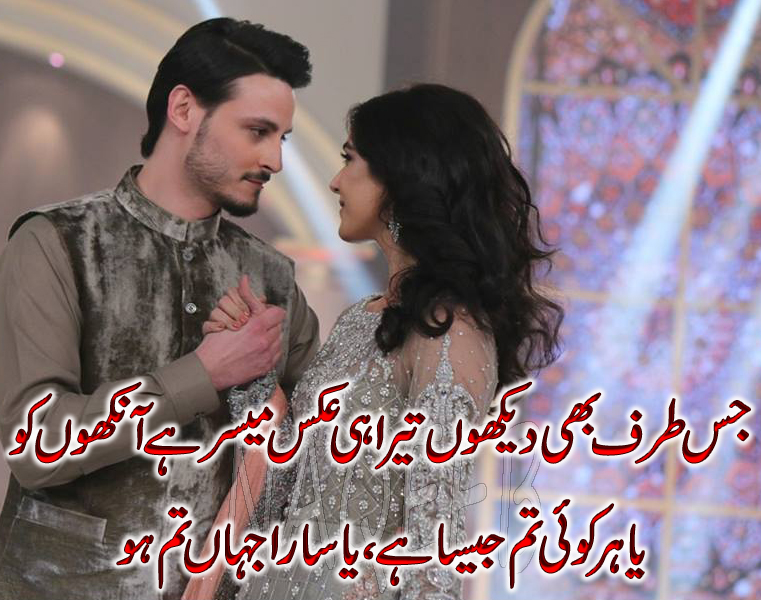 جس طرف بھی دیکھوں تیرا ہی عکس میسر ہے آنکھوں کو
یا ہر کوئی تم جیسا ہے، یا سارا جہاں تم ہو
NAQEEB